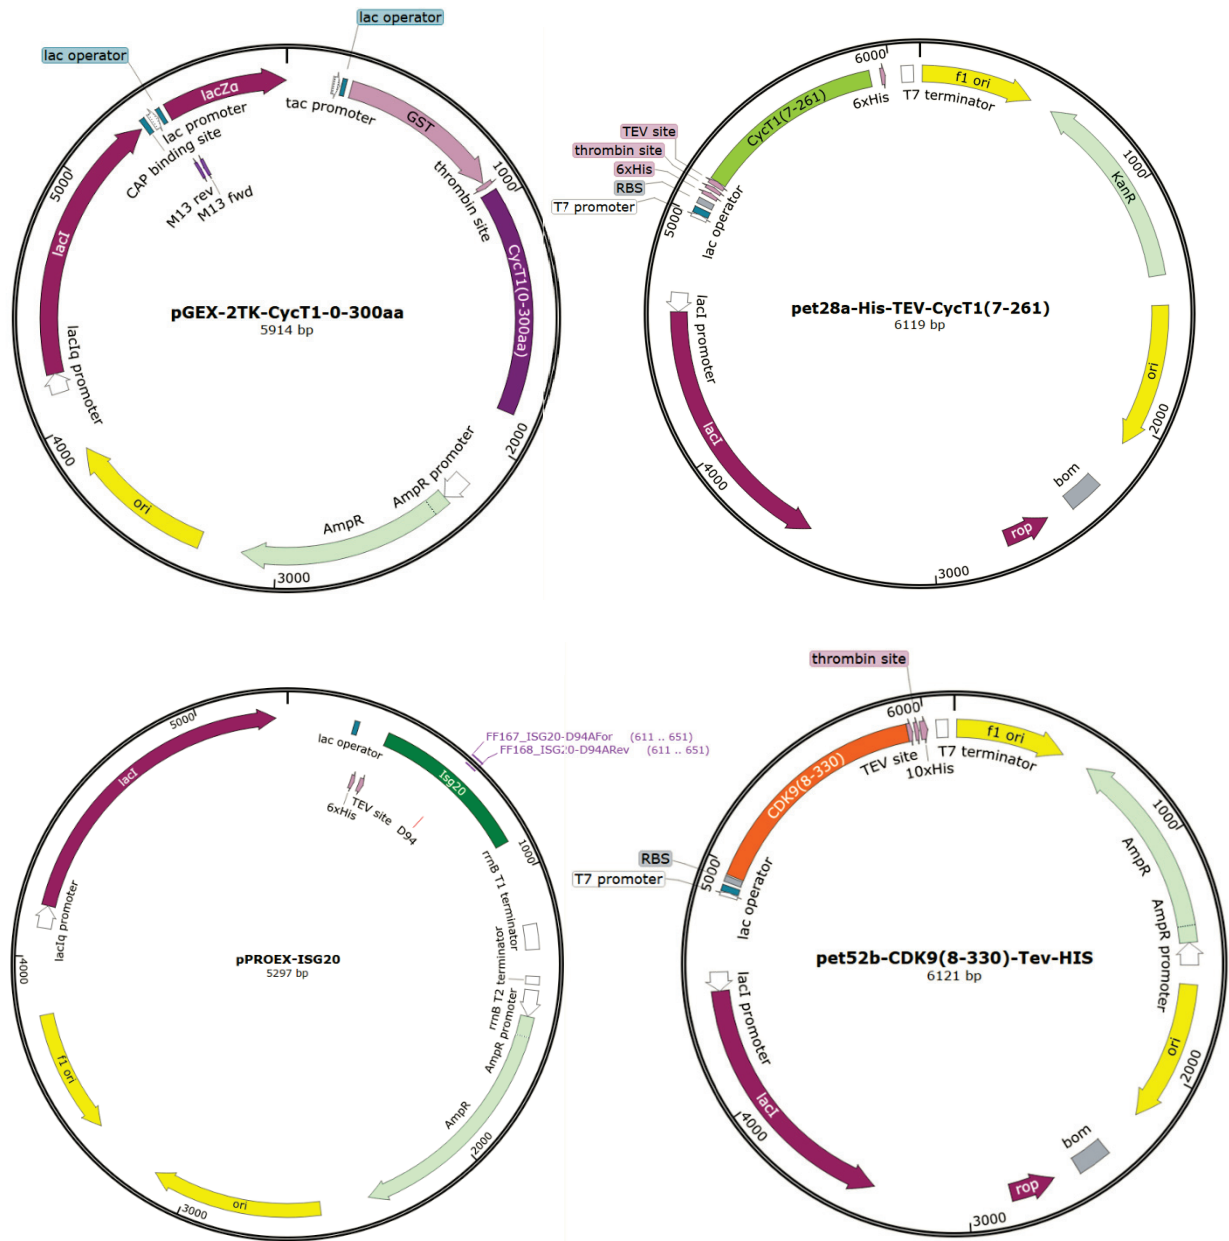 lac operator
lac operator
lacZα
lac promoter
CAP binding site
M13 rev
M13 fwd
tac promoter
GST
thrombin site
CycT1(0-300aa)
lacI
lacIq promoter
AmpR promoter
AmpR
ori
1000
2000
3000
4000
5000
pGEX-2TK-CycT1-0-300aa
5914 bp
6000
f1 ori
T7 terminator
6xHis
CycT1(7-261)
TEV site
thrombin site
6xHis
RBS
T7 promoter
lac operator
KanR
1000
ori
2000
bom
rop
3000
lacI
4000
lacI promoter
5000
pet28a-His-TEV-CycT1(7-261)
6119 bp
5000
lac operator
FF167_ISG20-D94AFor (611 .. 651)
FF168_ISG20-D94ARev (611 .. 651)
Isg20
6xHis
TEV site
D94
1000
rrnB T1 terminator
rrnB T2 terminator
AmpR promoter
AmpR
2000
ori
3000
f1 ori
4000
lacIq promoter
lacI
pPROEX-ISG20
5297 bp
thrombin site
6000
f1 ori
T7 terminator
10xHis
TEV site
CDK9(8-330)
RBS
T7 promoter
5000
lac operator
1000
AmpR
AmpR promoter
ori
2000
bom
rop
3000
lacI
4000
lacI promoter
pet52b-CDK9(8-330)-Tev-HIS
6121 bp